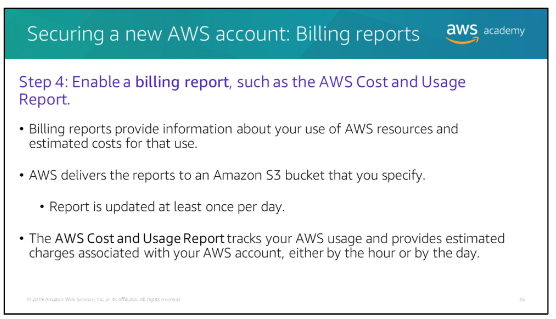 Securing a new AWS account: Billing reports
aws academy
Step 4: Enable a billing report, such as the AWS Cost and Usage
Report.
• Billing reports provide information about your use of AWS resources and
estimated costs for that use.
• AWS delivers the reports to an Amazon S3 bucket that you specify.
• Report is updated at least once per day.
• The AWS Cost and Usage Report tracks your AWS usage and provides estimated
charges associated with your AWS account, either by the hour or by the day.
© 2019 Amazon Web Services, Inc. or its Affiliates. All rights reserved.